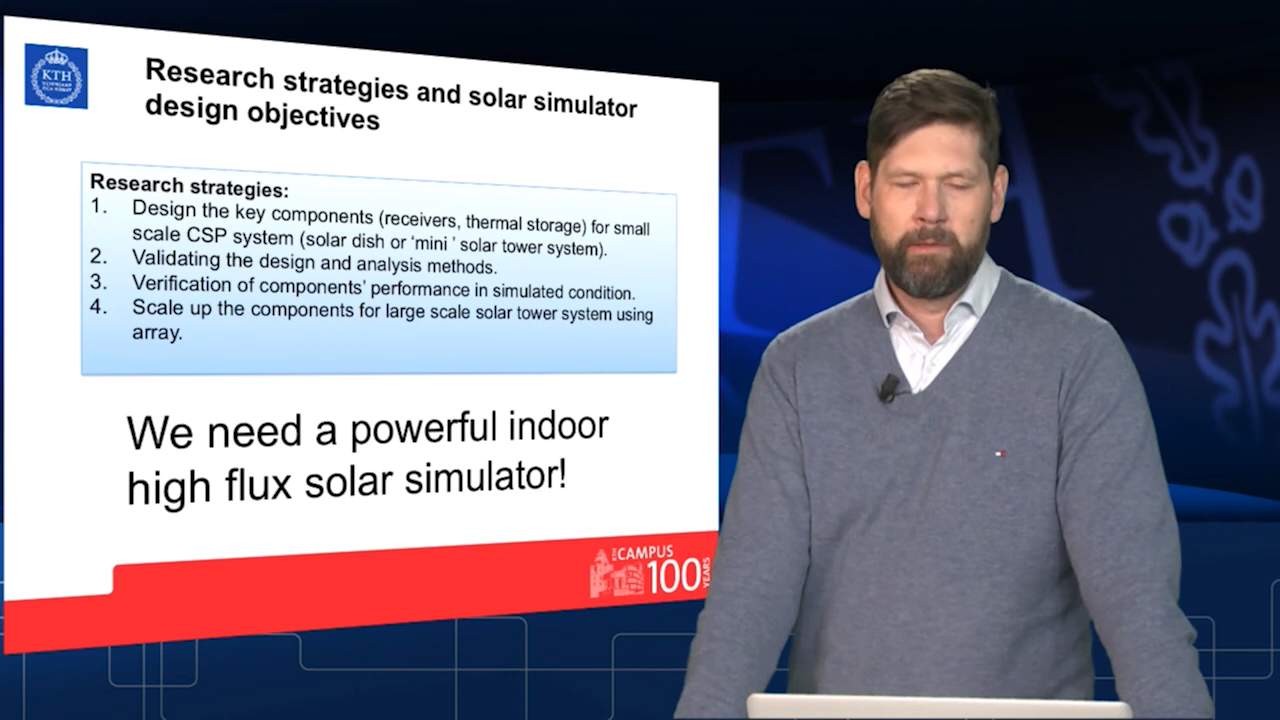 KTH
Research strategies and solar simulator
design objectives
Research strategies:
1. Design the key components (receivers, thermal storage) for small
scale CSP system (solar dish or ‘mini ’ solar tower system).
2. Validating the design and analysis methods.
3. Verification of components’ performance in simulated condition.
4. Scale up the components for large scale solar tower system using
array.
We need a powerful indoor
high flux solar simulator!
KTH CAMPUS
100 YEARS